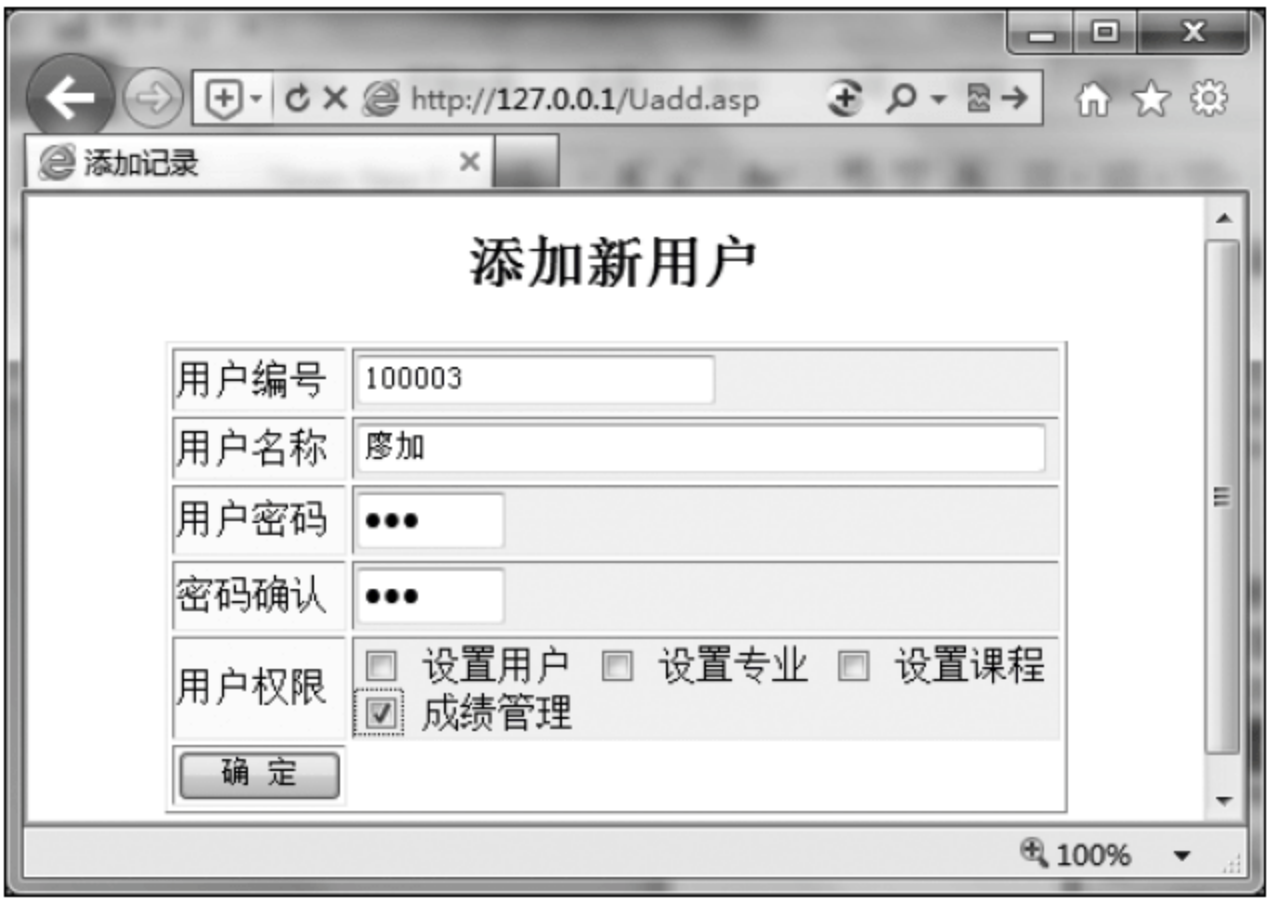 http://127.0.0.1/Uadd.asp
添加记录
添加新用户
用户编号 100003
用户名称 廖加
用户密码 •••
密码确认 •••
用户权限 设置用户 设置专业 设置课程
成绩管理
确 定
100%